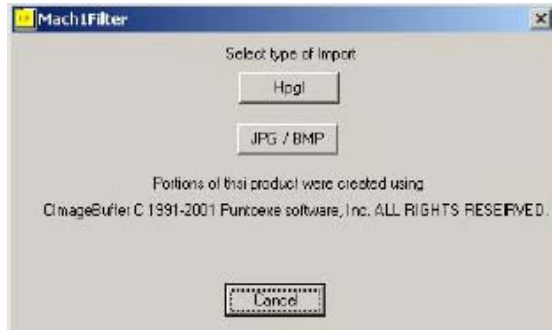 Mach1Filter
Select type of Import
Hpgl
JPG / BMP
Portions of thsi product were created using
CImageBuffer C 1991-2001 Puntoexe software, Inc. ALL RIGHTS RESERVED.
Cancel